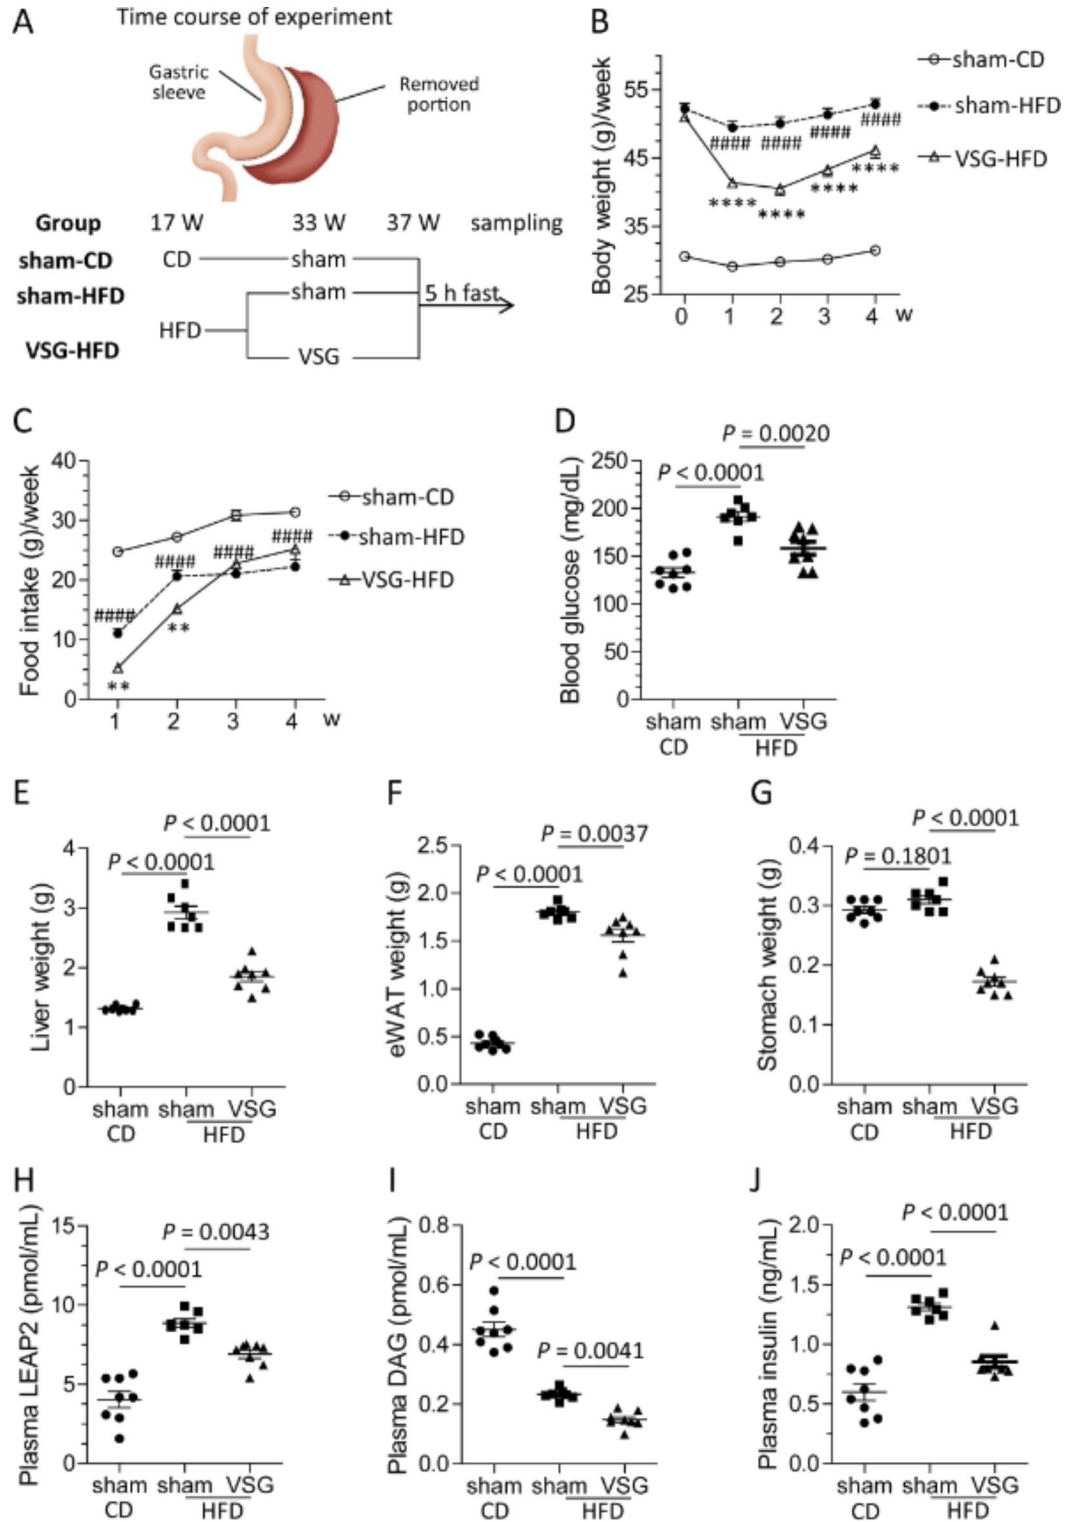 A
Time course of experiment
Gastric
sleeve
Removed
portion
Group 17 W 33 W 37 W sampling
sham-CD CD sham
sham-HFD sham 5 h fast
HFD
VSG-HFD VSG
B
Body weight (g)/week
55
45
35
25
0 1 2 3 4 w
sham-CD
sham-HFD
VSG-HFD
#### #### #### ####
**** **** **** ****
C
Food intake (g)/week
40
30
20
10
0
1 2 3 4 w
sham-CD
sham-HFD
VSG-HFD
#### #### #### ####
** **
D
Blood glucose (mg/dL)
P = 0.0020
P < 0.0001
250
200
150
100
50
0
sham sham VSG
CD HFD
E
Liver weight (g)
P < 0.0001
P < 0.0001
4
3
2
1
0
sham sham VSG
CD HFD
F
eWAT weight (g)
P = 0.0037
P < 0.0001
2.5
2.0
1.5
1.0
0.5
0.0
sham sham VSG
CD HFD
G
Stomach weight (g)
P < 0.0001
P = 0.1801
0.4
0.3
0.2
0.1
0.0
sham sham VSG
CD HFD
H
Plasma LEAP2 (pmol/mL)
P = 0.0043
P < 0.0001
15
10
5
0
sham sham VSG
CD HFD
I
Plasma DAG (pmol/mL)
P < 0.0001
P = 0.0041
0.8
0.6
0.4
0.2
0.0
sham sham VSG
CD HFD
J
Plasma insulin (ng/mL)
P < 0.0001
P < 0.0001
2.0
1.5
1.0
0.5
0.0
sham sham VSG
CD HFD